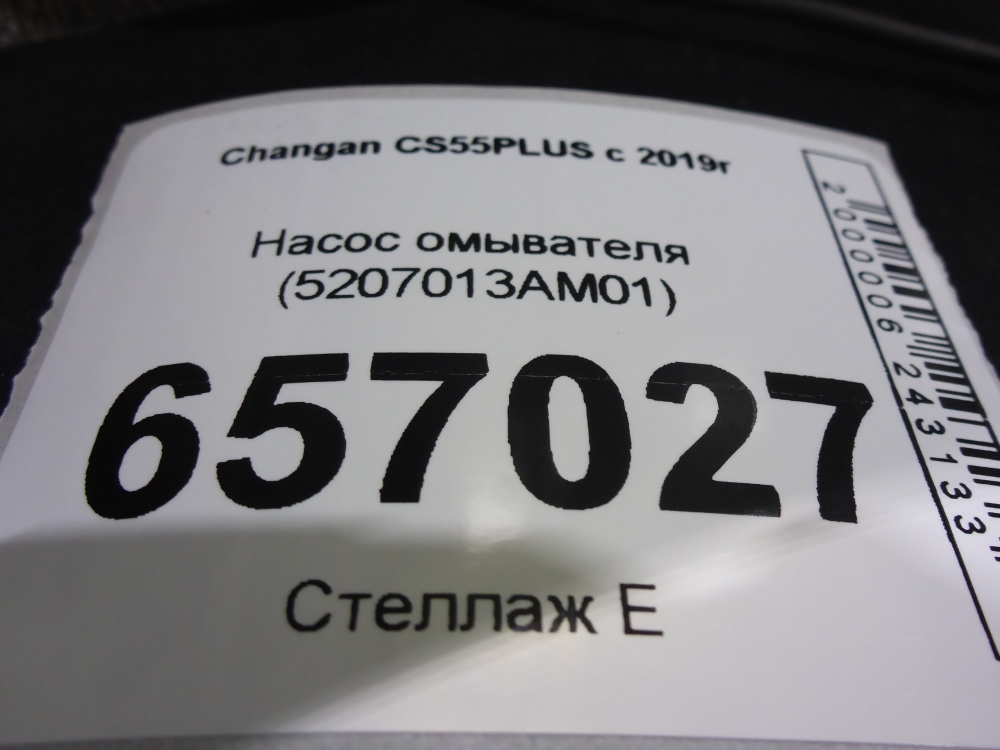 Changan CS55PLUS с 2019г
Насос омывателя
(5207013AM01)
657027
Стеллаж Е
2000006243133